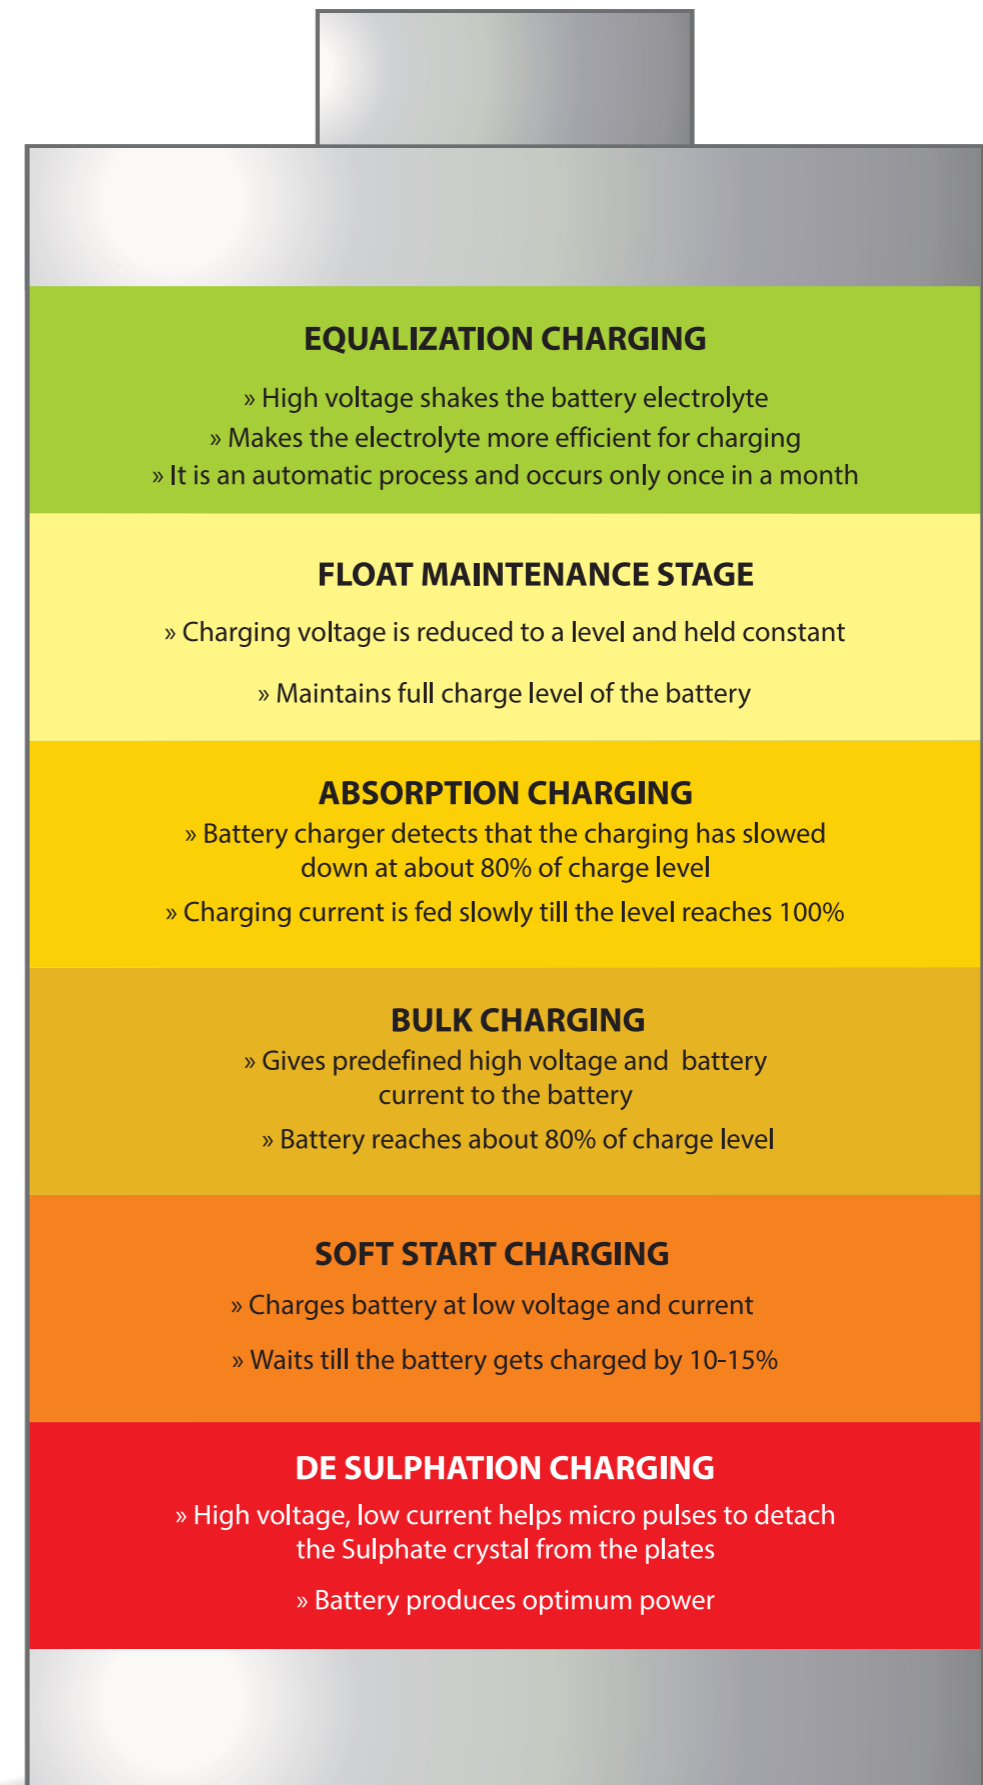 EQUALIZATION CHARGING
» High voltage shakes the battery electrolyte
» Makes the electrolyte more efficient for charging
» It is an automatic process and occurs only once in a month
FLOAT MAINTENANCE STAGE
» Charging voltage is reduced to a level and held constant
» Maintains full charge level of the battery
ABSORPTION CHARGING
» Battery charger detects that the charging has slowed
down at about 80% of charge level
» Charging current is fed slowly till the level reaches 100%
BULK CHARGING
» Gives predefined high voltage and battery
current to the battery
» Battery reaches about 80% of charge level
SOFT START CHARGING
» Charges battery at low voltage and current
» Waits till the battery gets charged by 10-15%
DE SULPHATION CHARGING
» High voltage, low current helps micro pulses to detach
the Sulphate crystal from the plates
» Battery produces optimum power